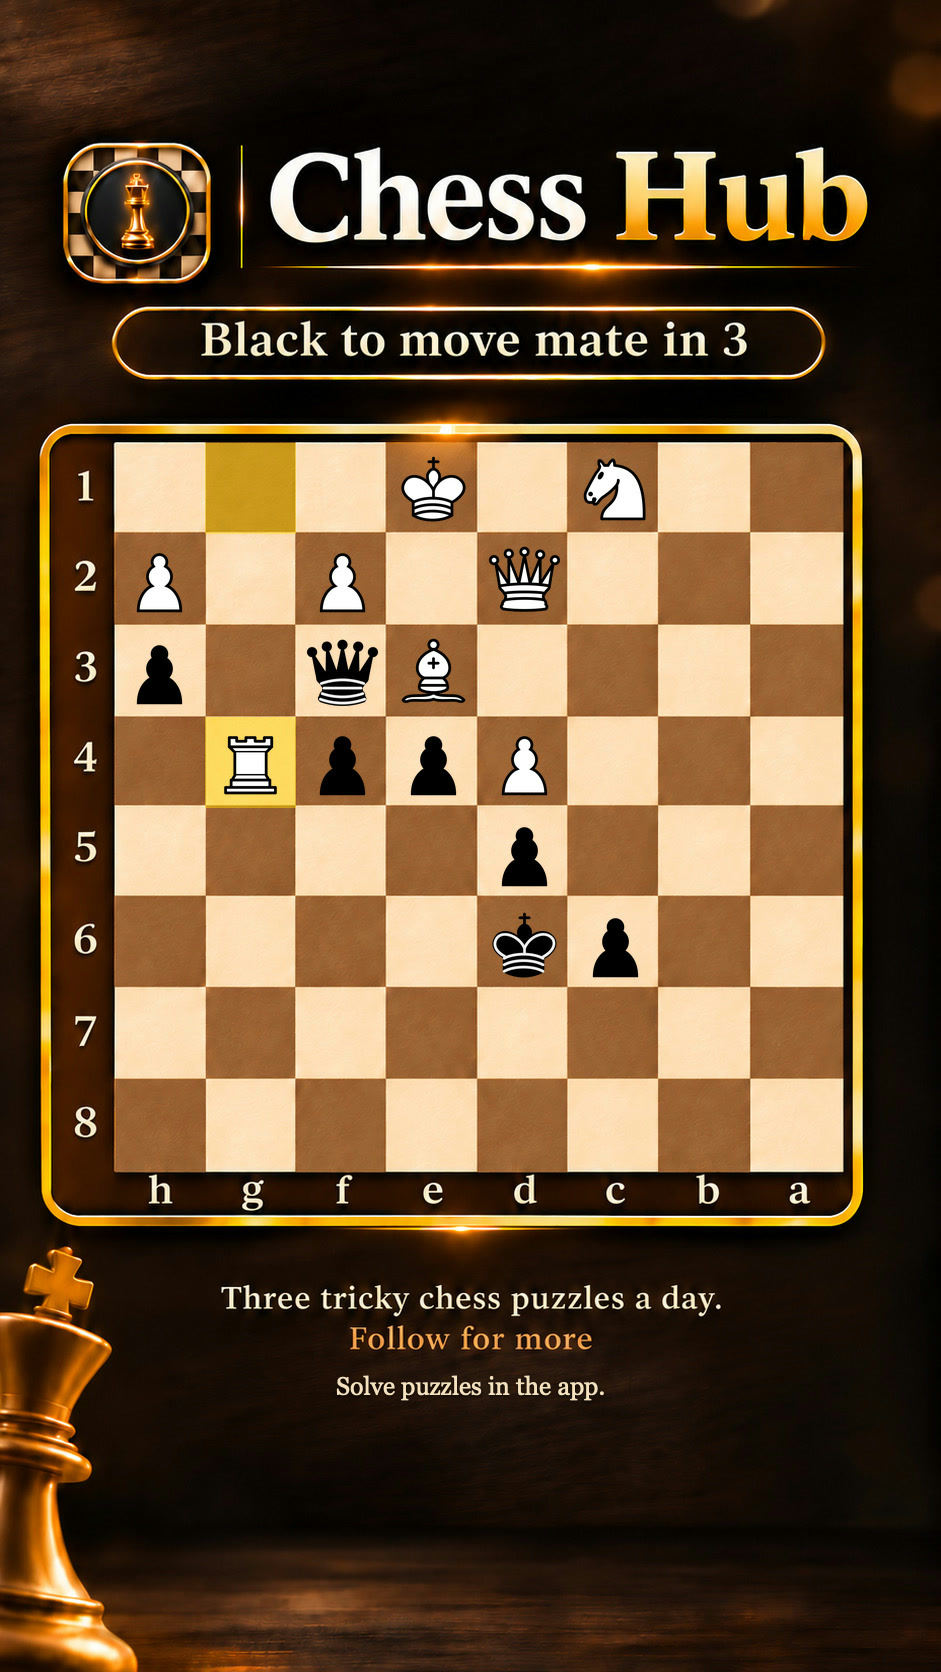 Chess Hub
Black to move mate in 3
1
2
3
4
5
6
7
8
h g f e d c b a
Three tricky chess puzzles a day.
Follow for more
Solve puzzles in the app.